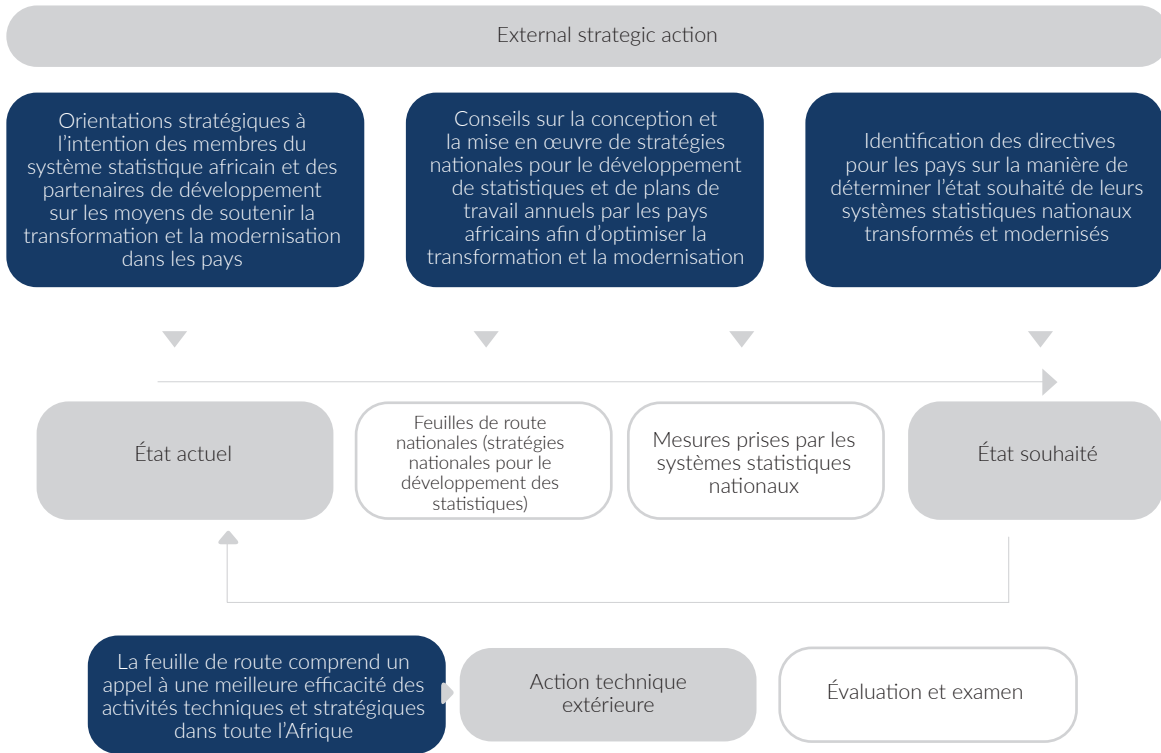 External strategic action
Orientations stratégiques à
l’intention des membres du
système statistique africain et des
partenaires de développement
sur les moyens de soutenir la
transformation et la modernisation
dans les pays
Conseils sur la conception et
la mise en œuvre de stratégies
nationales pour le développement
de statistiques et de plans de
travail annuels par les pays
africains afin d’optimiser la
transformation et la modernisation
Identification des directives
pour les pays sur la manière de
déterminer l’état souhaité de leurs
systèmes statistiques nationaux
transformés et modernisés
État actuel
Feuilles de route
nationales (stratégies
nationales pour le
développement des
statistiques)
Mesures prises par les
systèmes statistiques
nationaux
État souhaité
La feuille de route comprend un
appel à une meilleure efficacité des
activités techniques et stratégiques
dans toute l’Afrique
Action technique
extérieure
Évaluation et examen